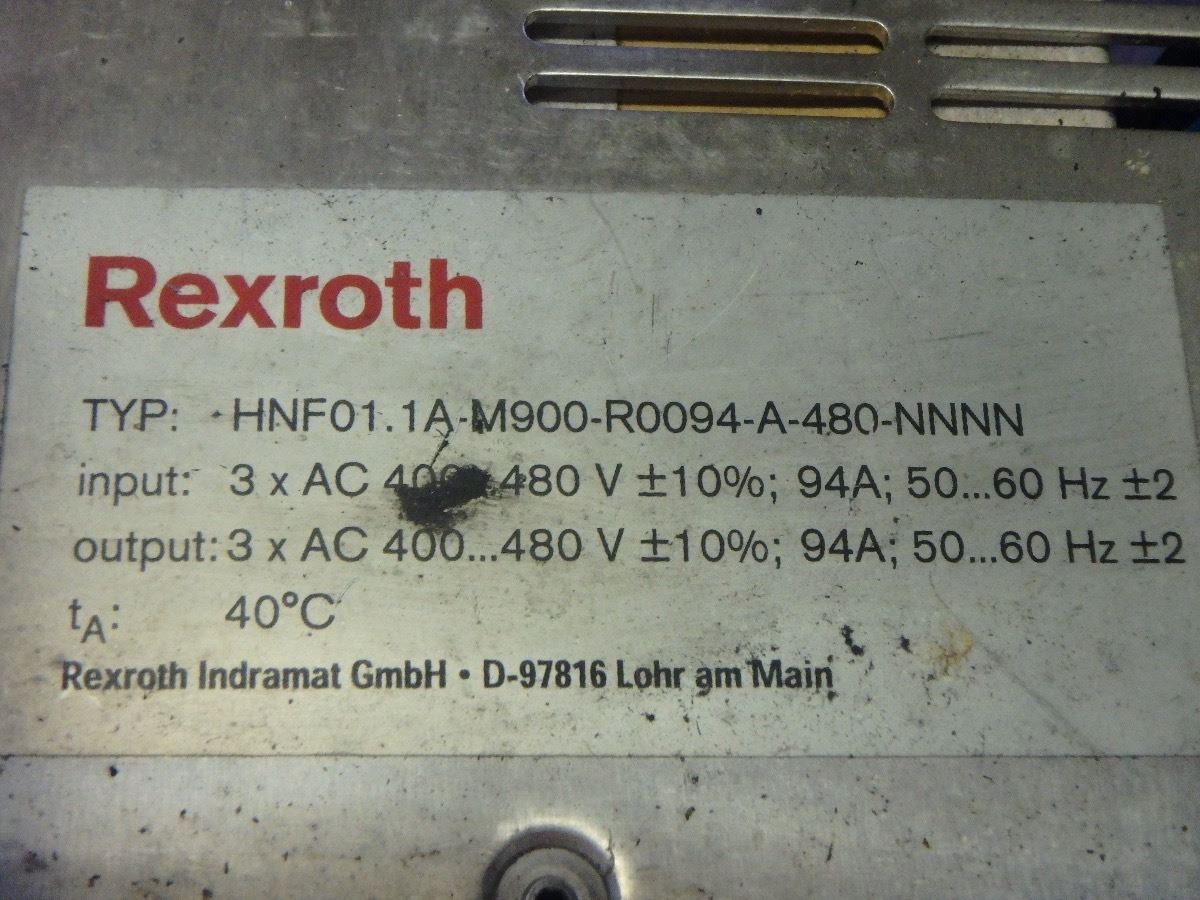 Rexroth
TYP: HNF01.1A-M900-R0094-A-480-NNNN
input: 3 x AC 400...480 V ±10%; 94A; 50...60 Hz ±2
output: 3 x AC 400...480 V ±10%; 94A; 50...60 Hz ±2
tA: 40°C
Rexroth Indramat GmbH • D-97816 Lohr am Main